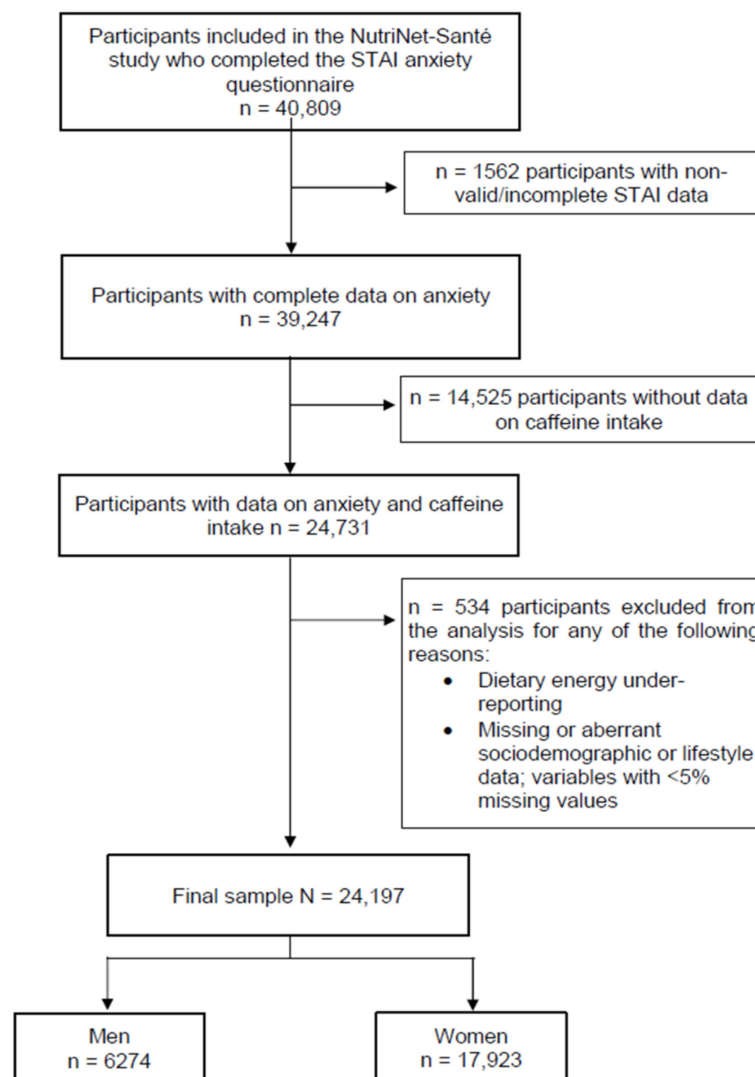 Participants included in the NutriNet-Santé
study who completed the STAI anxiety
questionnaire
n = 40,809
n = 1562 participants with non-
valid/incomplete STAI data
Participants with complete data on anxiety
n = 39,247
n = 14,525 participants without data
on caffeine intake
Participants with data on anxiety and caffeine
intake n = 24,731
n = 534 participants excluded from
the analysis for any of the following
reasons:
• Dietary energy under-
reporting
• Missing or aberrant
sociodemographic or lifestyle
data; variables with <5%
missing values
Final sample N = 24,197
Men
n = 6274
Women
n = 17,923